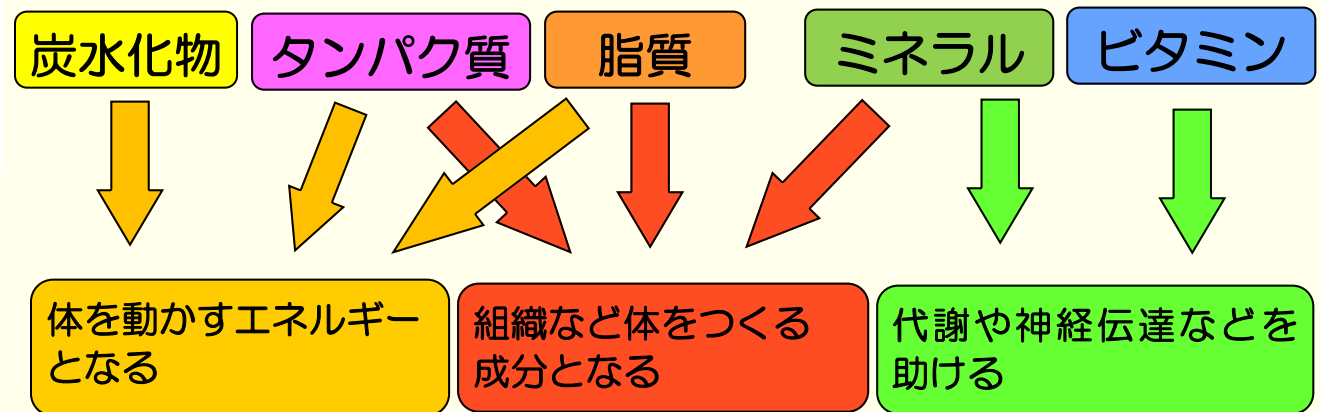 炭水化物
タンパク質
脂質
ミネラル
ビタミン
体を動かすエネルギー
となる
組織など体をつくる
成分となる
代謝や神経伝達などを
助ける